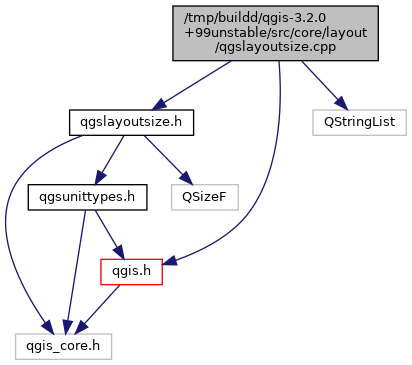 /tmp/buildd/qgis-3.2.0
+99unstable/src/core/layout
/qgslayoutsize.cpp
qgslayoutsize.h
QStringList
qgsunittypes.h
QSizeF
qgis.h
qgis_core.h